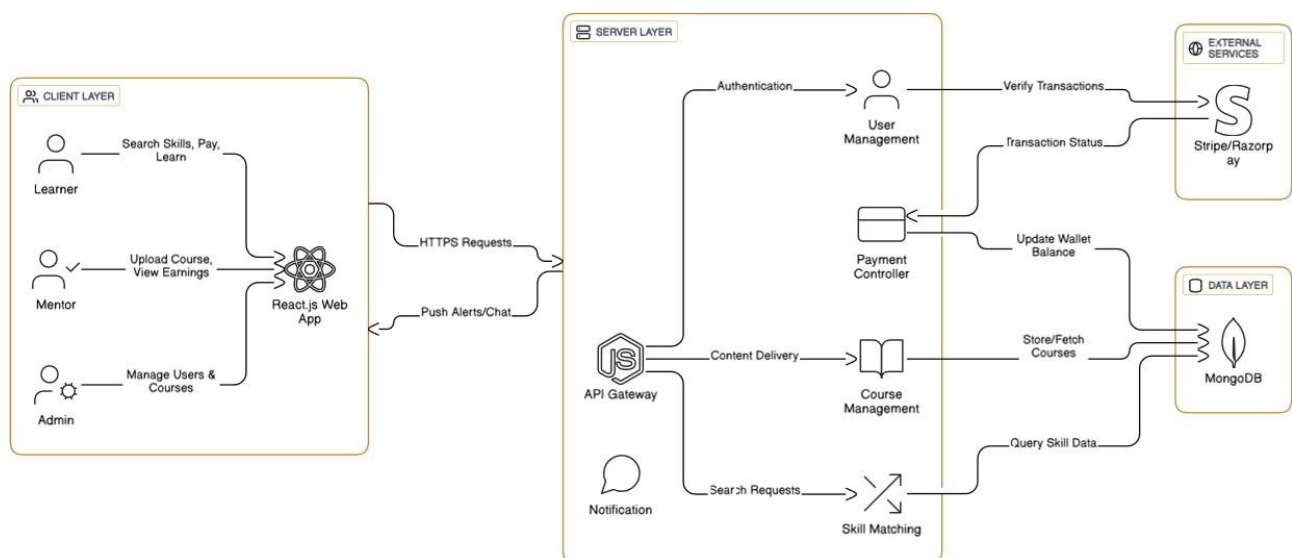 CLIENT LAYER
Learner
Search Skills, Pay,
Learn
Mentor
Upload Course,
View Earnings
Admin
Manage Users &
Courses
React.js Web
App
HTTPS Requests
Push Alerts/Chat
SERVER LAYER
API Gateway
Notification
Authentication
User
Management
Payment
Controller
Content Delivery
Course
Management
Search Requests
Skill Matching
Verify Transactions
Transaction Status
Update Wallet
Balance
Store/Fetch
Courses
Query Skill Data
EXTERNAL
SERVICES
Stripe/Razorp
ay
DATA LAYER
MongoDB